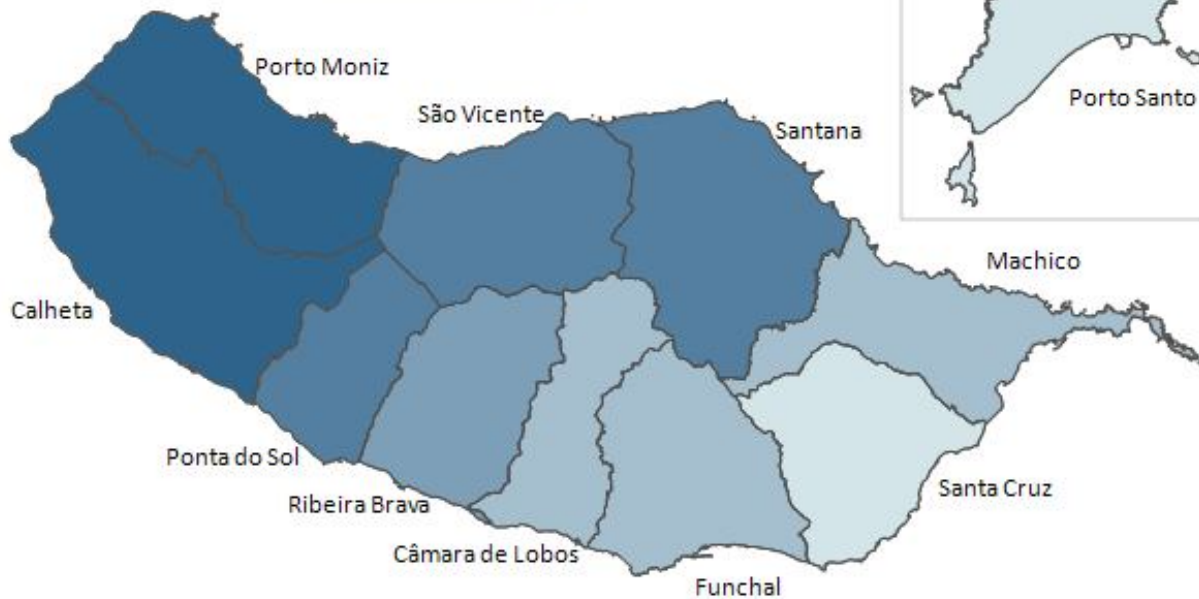 Porto Moniz
São Vicente
Santana
Porto Santo
Machico
Calheta
Ponta do Sol
Ribeira Brava
Câmara de Lobos
Funchal
Santa Cruz